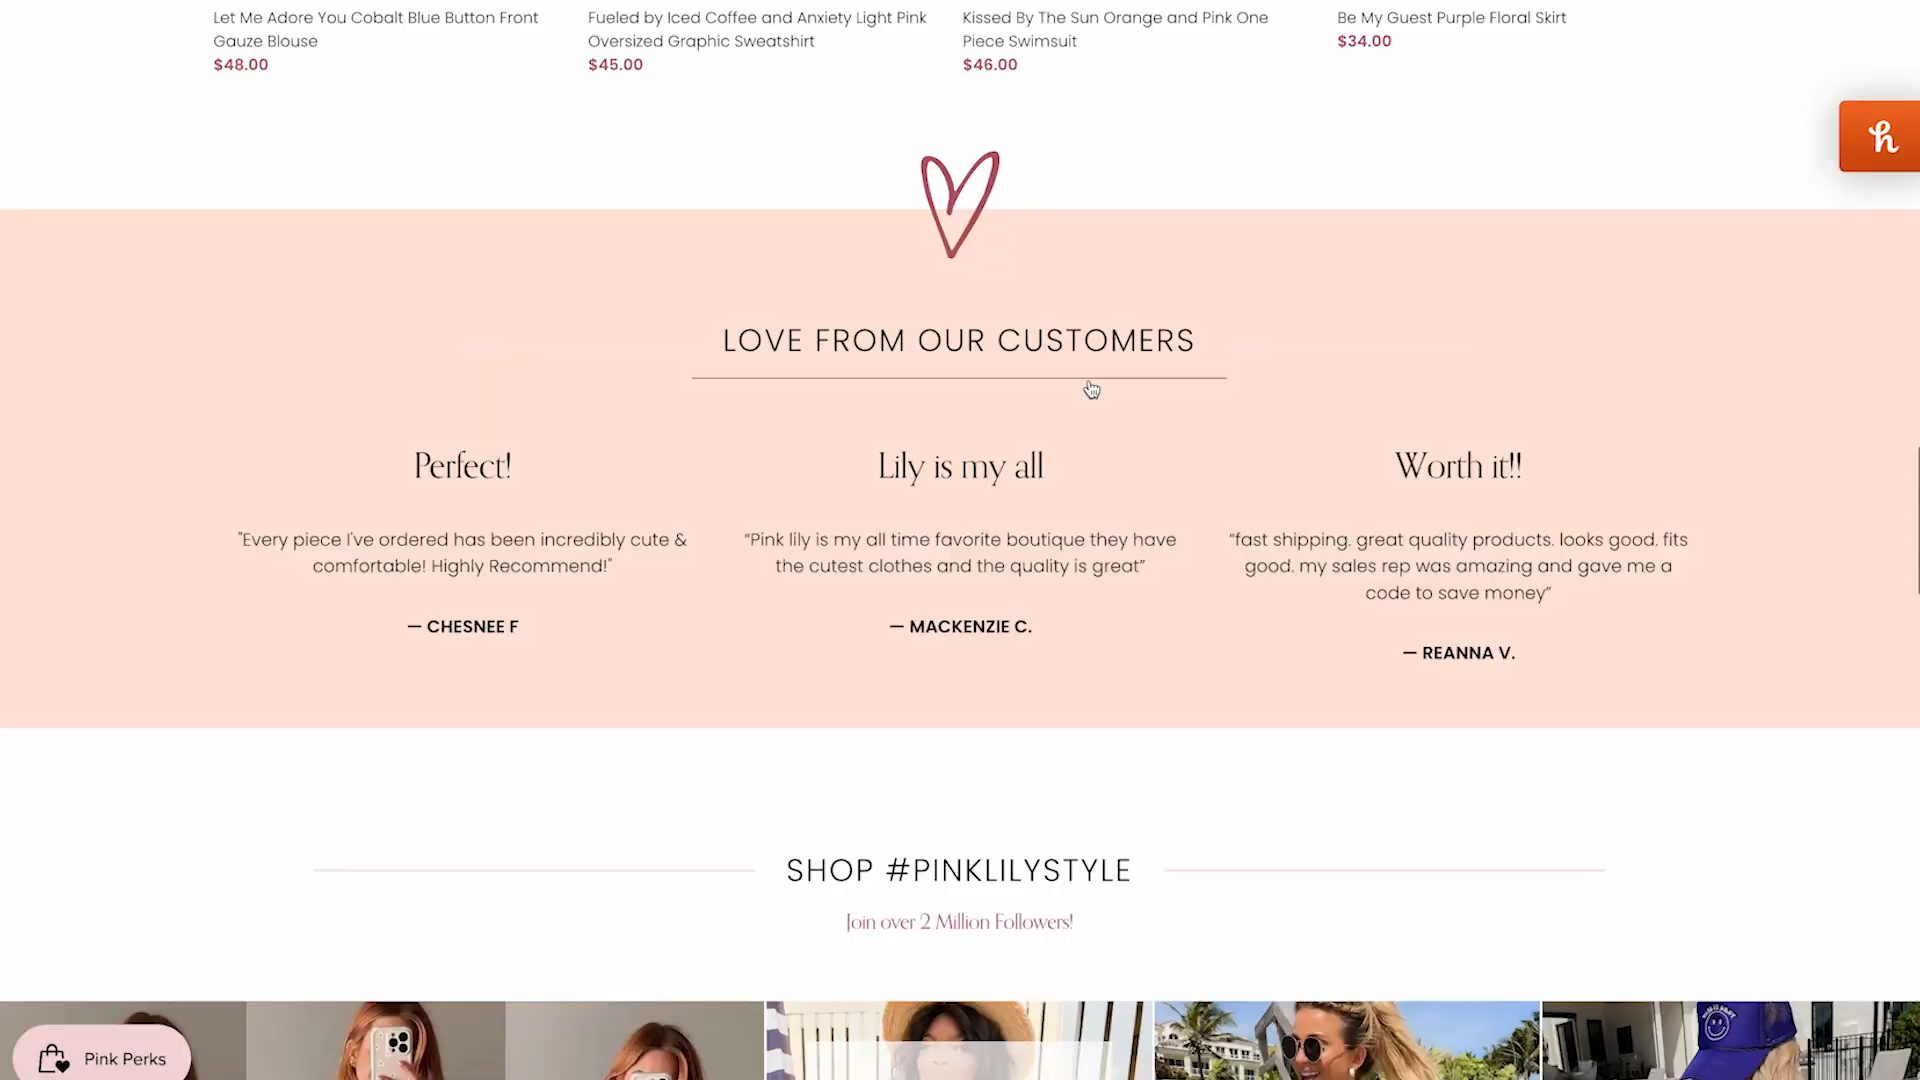 Let Me Adore You Cobalt Blue Button Front
Gauze Blouse
$48.00
Fueled by Iced Coffee and Anxiety Light Pink
Oversized Graphic Sweatshirt
$45.00
Kissed By The Sun Orange and Pink One
Piece Swimsuit
$46.00
Be My Guest Purple Floral Skirt
$34.00
h
LOVE FROM OUR CUSTOMERS
Perfect!
"Every piece I've ordered has been incredibly cute &
comfortable! Highly Recommend!"
— CHESNEE F
Lily is my all
“Pink lily is my all time favorite boutique they have
the cutest clothes and the quality is great”
— MACKENZIE C.
Worth it!!
“fast shipping. great quality products. looks good. fits
good. my sales rep was amazing and gave me a
code to save money”
— REANNA V.
SHOP #PINKLILYSTYLE
Join over 2 Million Followers!
Pink Perks